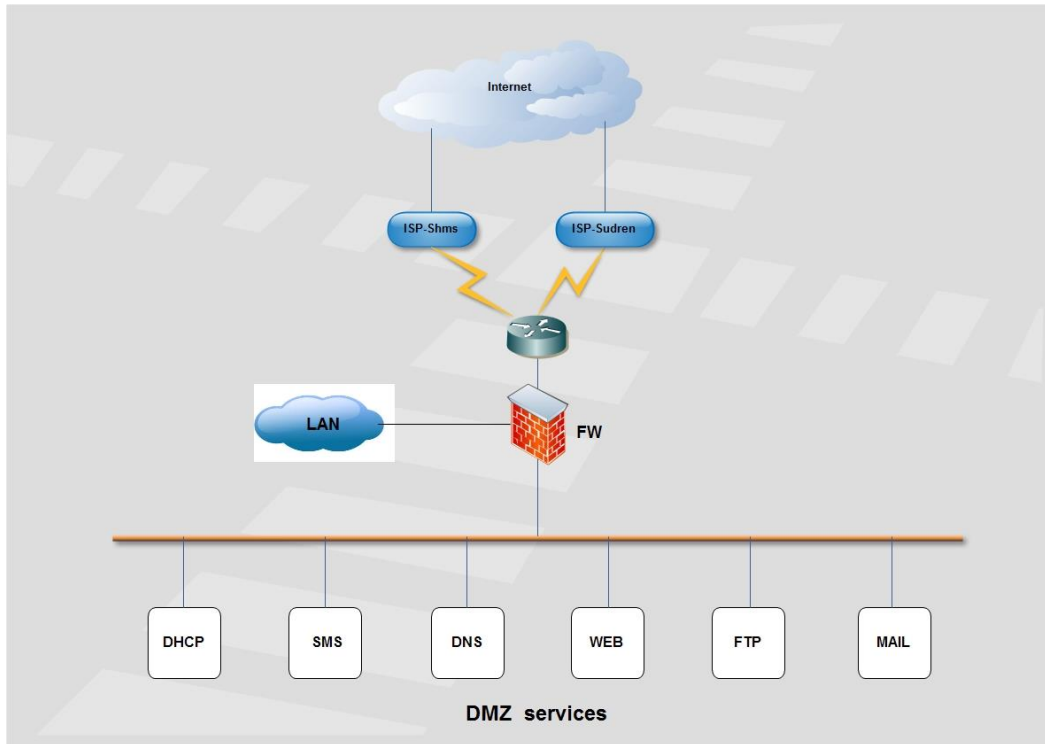 Internet
ISP-Shms
ISP-Sudren
LAN
FW
DHCP
SMS
DNS
WEB
FTP
MAIL
DMZ services